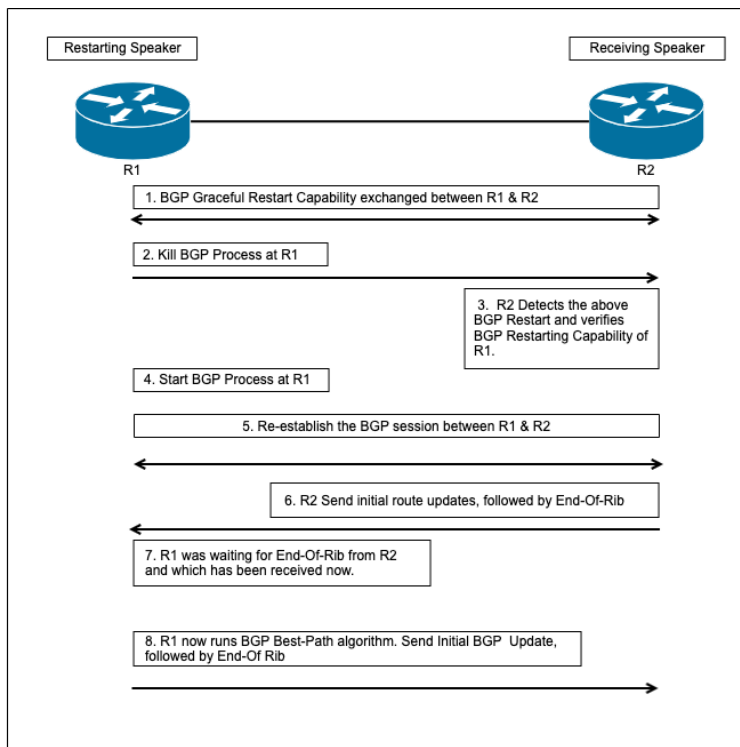 Restarting Speaker
Receiving Speaker
R1
R2
1. BGP Graceful Restart Capability exchanged between R1 & R2
2. Kill BGP Process at R1
3. R2 Detects the above
BGP Restart and verifies
BGP Restarting Capability of
R1.
4. Start BGP Process at R1
5. Re-establish the BGP session between R1 & R2
6. R2 Send initial route updates, followed by End-Of-Rib
7. R1 was waiting for End-Of-Rib from R2
and which has been received now.
8. R1 now runs BGP Best-Path algorithm. Send Initial BGP Update,
followed by End-Of Rib